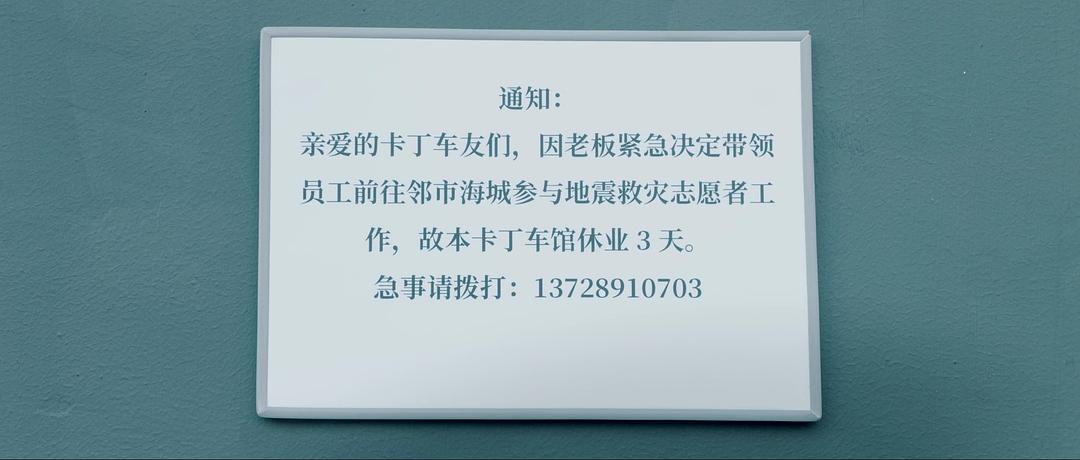 通知：
亲爱的卡丁车友们，因老板紧急决定带领
员工前往邻市海城参与地震救灾志愿者工
作，故本卡丁车馆休业 3 天。
急事请拨打：13728910703